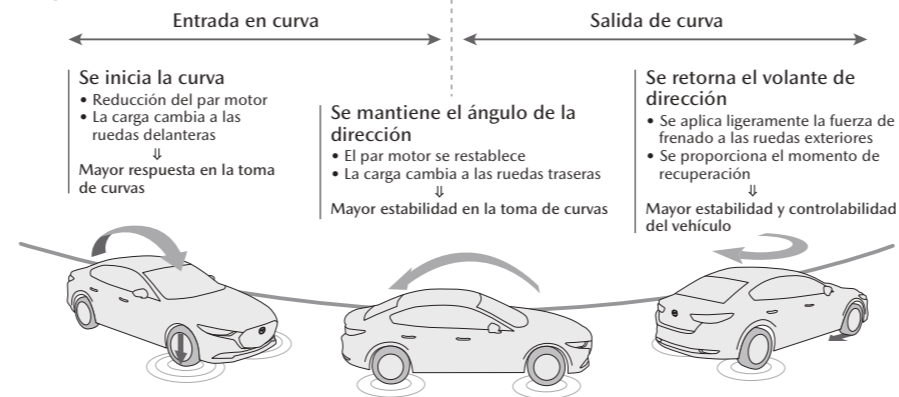 Entrada en curva
Salida de curva
Se inicia la curva
• Reducción del par motor
• La carga cambia a las
ruedas delanteras
⇓
Mayor respuesta en la toma
de curvas
Se mantiene el ángulo de la
dirección
• El par motor se restablece
• La carga cambia a las ruedas traseras
⇓
Mayor estabilidad en la toma de curvas
Se retorna el volante de
dirección
• Se aplica ligeramente la fuerza de
frenado a las ruedas exteriores
• Se proporciona el momento de
recuperación
⇓
Mayor estabilidad y controlabilidad
del vehículo